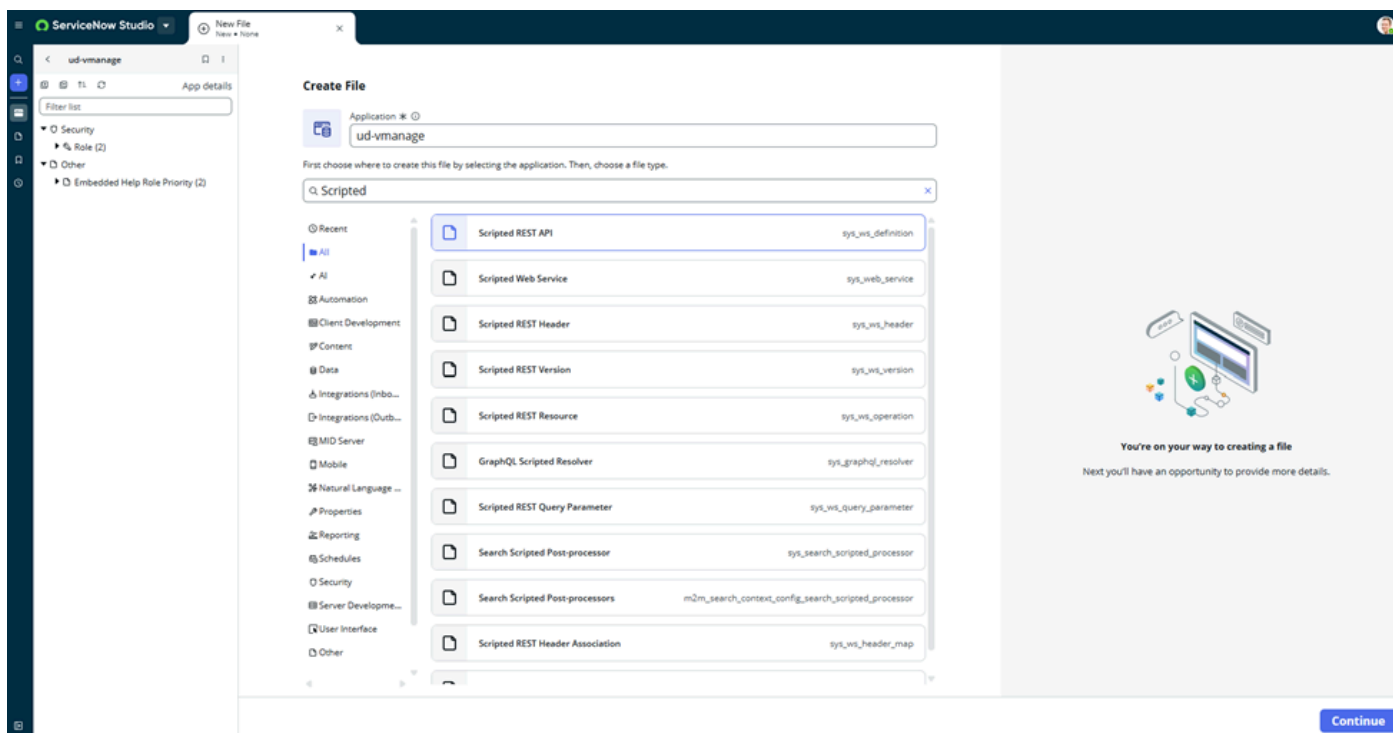 ServiceNow Studio
New File
New • None
ud-vmanage
App details
Filter list
Security
Role (2)
Other
Embedded Help Role Priority (2)
Create File
Application
ud-vmanage
First choose where to create this file by selecting the application. Then, choose a file type.
Scripted
Recent
All
AI
Automation
Client Development
Content
Data
Integrations (Inbo...
Integrations (Outb...
MID Server
Mobile
Natural Language ...
Properties
Reporting
Schedules
Security
Server Developme...
User Interface
Other
Scripted REST API sys_ws_definition
Scripted Web Service sys_web_service
Scripted REST Header sys_ws_header
Scripted REST Version sys_ws_version
Scripted REST Resource sys_ws_operation
GraphQL Scripted Resolver sys_graphql_resolver
Scripted REST Query Parameter sys_ws_query_parameter
Search Scripted Post-processor sys_search_scripted_processor
Search Scripted Post-processors m2m_search_context_config_search_scripted_processor
Scripted REST Header Association sys_ws_header_map
You're on your way to creating a file
Next you'll have an opportunity to provide more details.
Continue